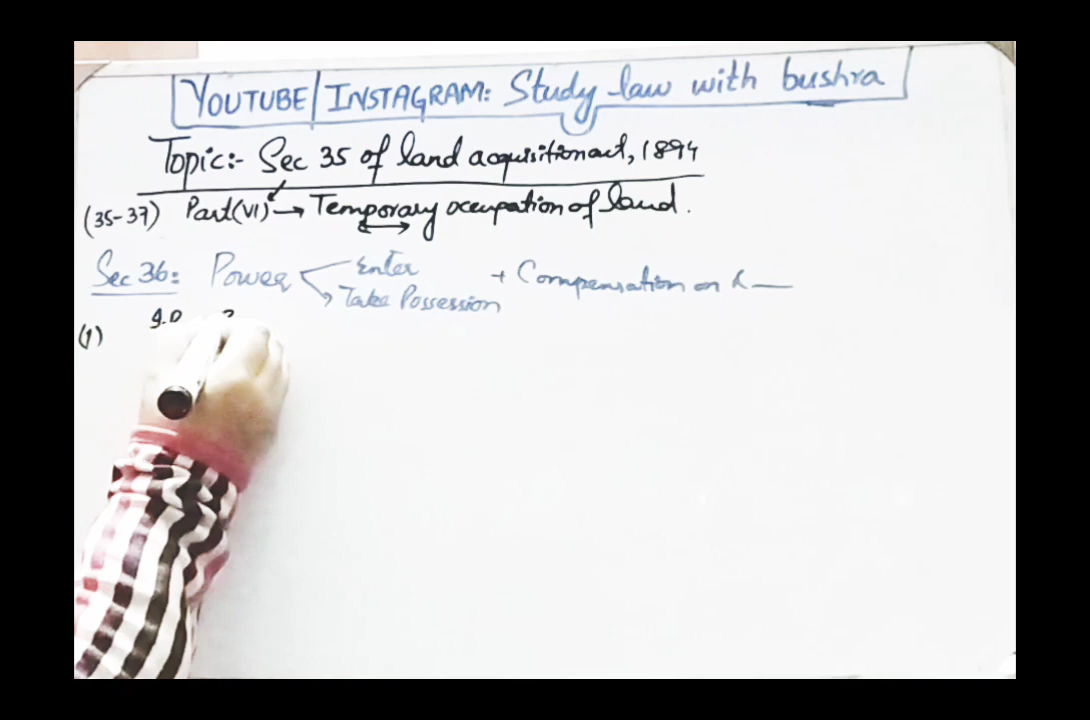 YOUTUBE/INSTAGRAM: Study law with bushra
Topic:- Sec 35 of land acquisition act, 1894
(35-37) Part(VI) → Temporary occupation of land.
Sec 36: Power Enter
Take Possession + Compensation on
(1)